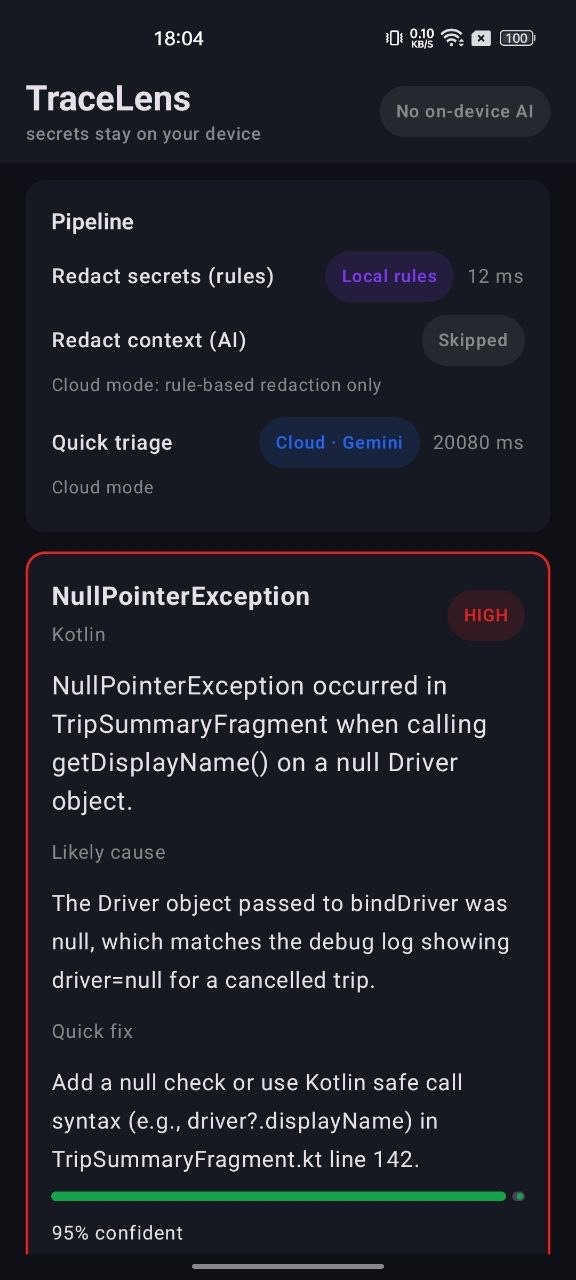 18:04
0.10
KB/S
100
TraceLens
No on-device AI
secrets stay on your device
Pipeline
Redact secrets (rules)
Local rules
12 ms
Redact context (AI)
Skipped
Cloud mode: rule-based redaction only
Quick triage
Cloud · Gemini
20080 ms
Cloud mode
NullPointerException
HIGH
Kotlin
NullPointerException occurred in
TripSummaryFragment when calling
getDisplayName() on a null Driver
object.
Likely cause
The Driver object passed to bindDriver was
null, which matches the debug log showing
driver=null for a cancelled trip.
Quick fix
Add a null check or use Kotlin safe call
syntax (e.g., driver?.displayName) in
TripSummaryFragment.kt line 142.
95% confident